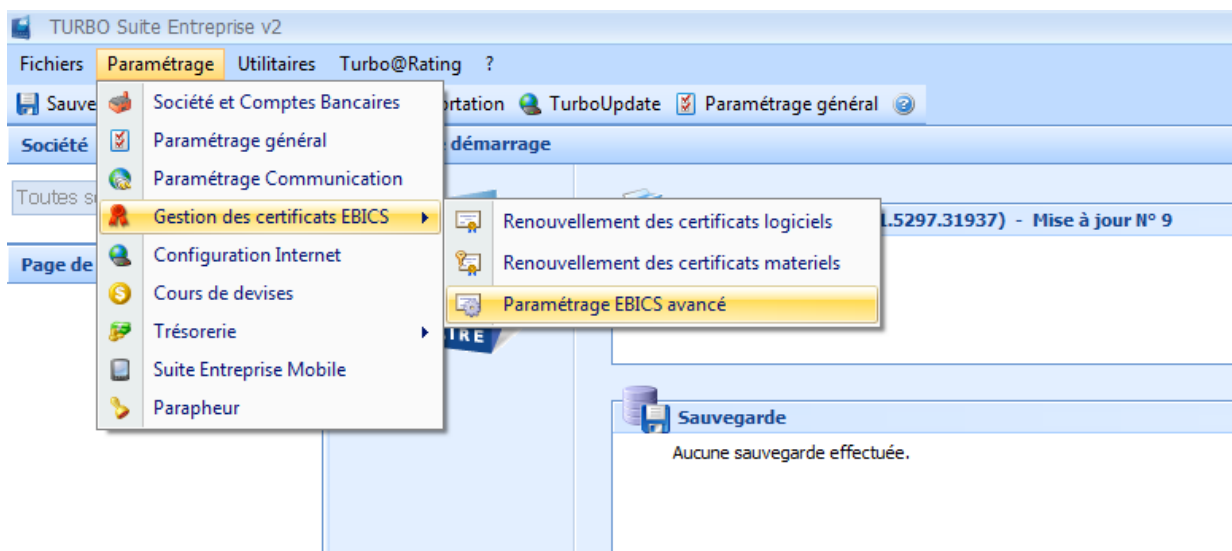 TURBO Suite Entreprise v2
Fichiers Paramétrage Utilitaires Turbo@Rating ?
Sauve TurboUpdate Paramétrage général
Société démarrage
Toutes
Page de
Société et Comptes Bancaires
Paramétrage général
Paramétrage Communication
Gestion des certificats EBICS
Configuration Internet
Cours de devises
Trésorerie
Suite Entreprise Mobile
Parapheur
Renouvellement des certificats logiciels
Renouvellement des certificats materiels
Paramétrage EBICS avancé
1.5297.31937) - Mise à jour N° 9
IRE
Sauvegarde
Aucune sauvegarde effectuée.